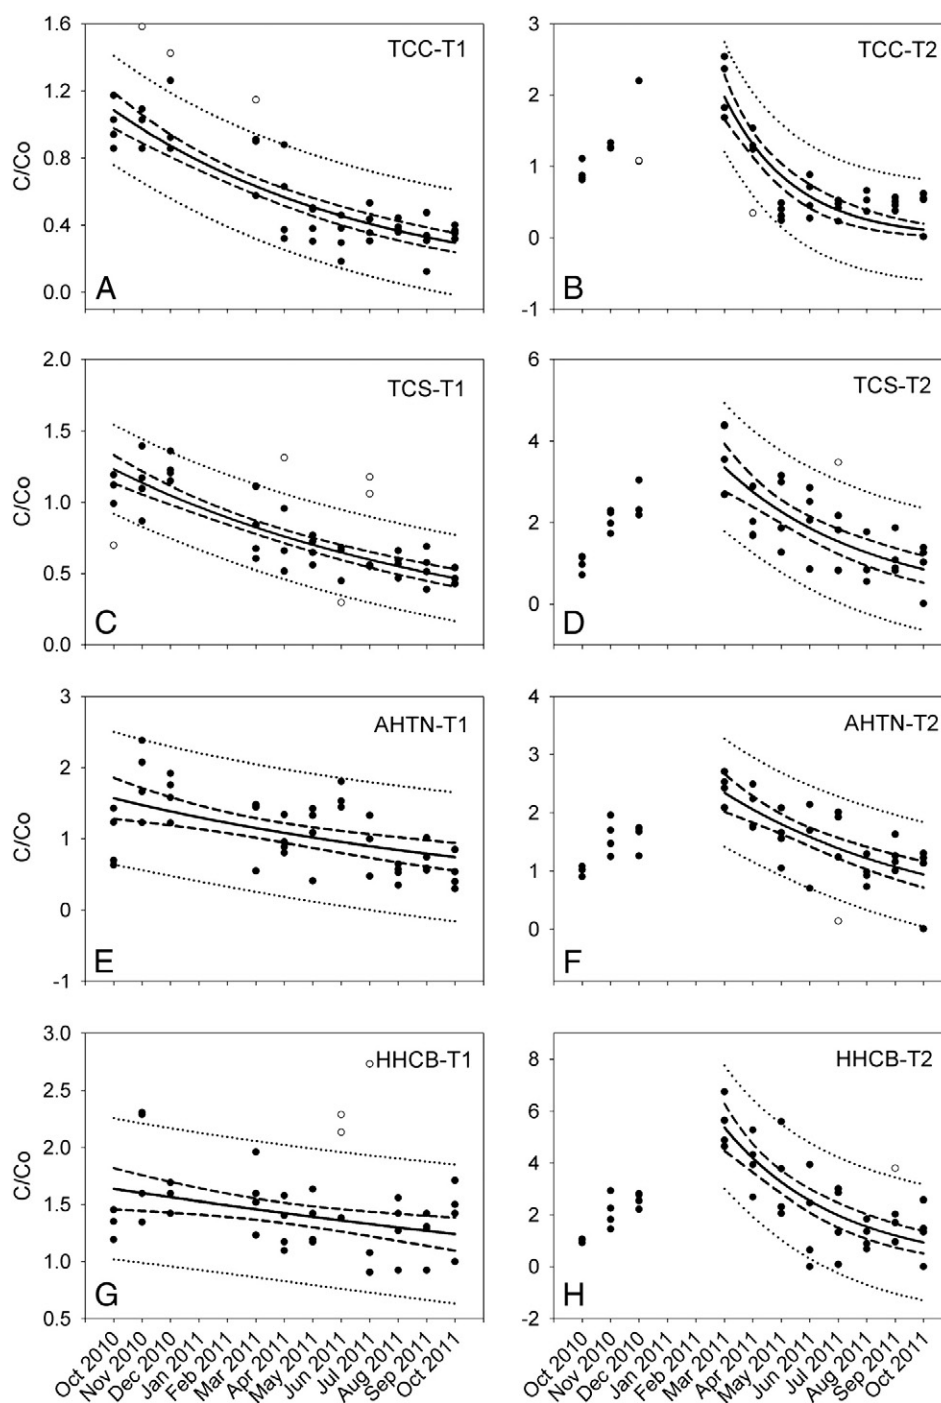 1.6
1.2
0.8
0.4
0.0
C/Co
TCC-T1
A
3
2
1
0
-1
TCC-T2
B
2.0
1.5
1.0
0.5
0.0
C/Co
TCS-T1
C
6
4
2
0
TCS-T2
D
3
2
1
0
-1
C/Co
AHTN-T1
E
4
3
2
1
0
AHTN-T2
F
3.0
2.5
2.0
1.5
1.0
0.5
C/Co
HHCB-T1
G
8
6
4
2
0
-2
HHCB-T2
H
Oct 2010
Nov 2010
Dec 2010
Jan 2011
Feb 2011
Mar 2011
Apr 2011
May 2011
Jun 2011
Jul 2011
Aug 2011
Sep 2011
Oct 2011
Oct 2010
Nov 2010
Dec 2010
Jan 2011
Feb 2011
Mar 2011
Apr 2011
May 2011
Jun 2011
Jul 2011
Aug 2011
Sep 2011
Oct 2011